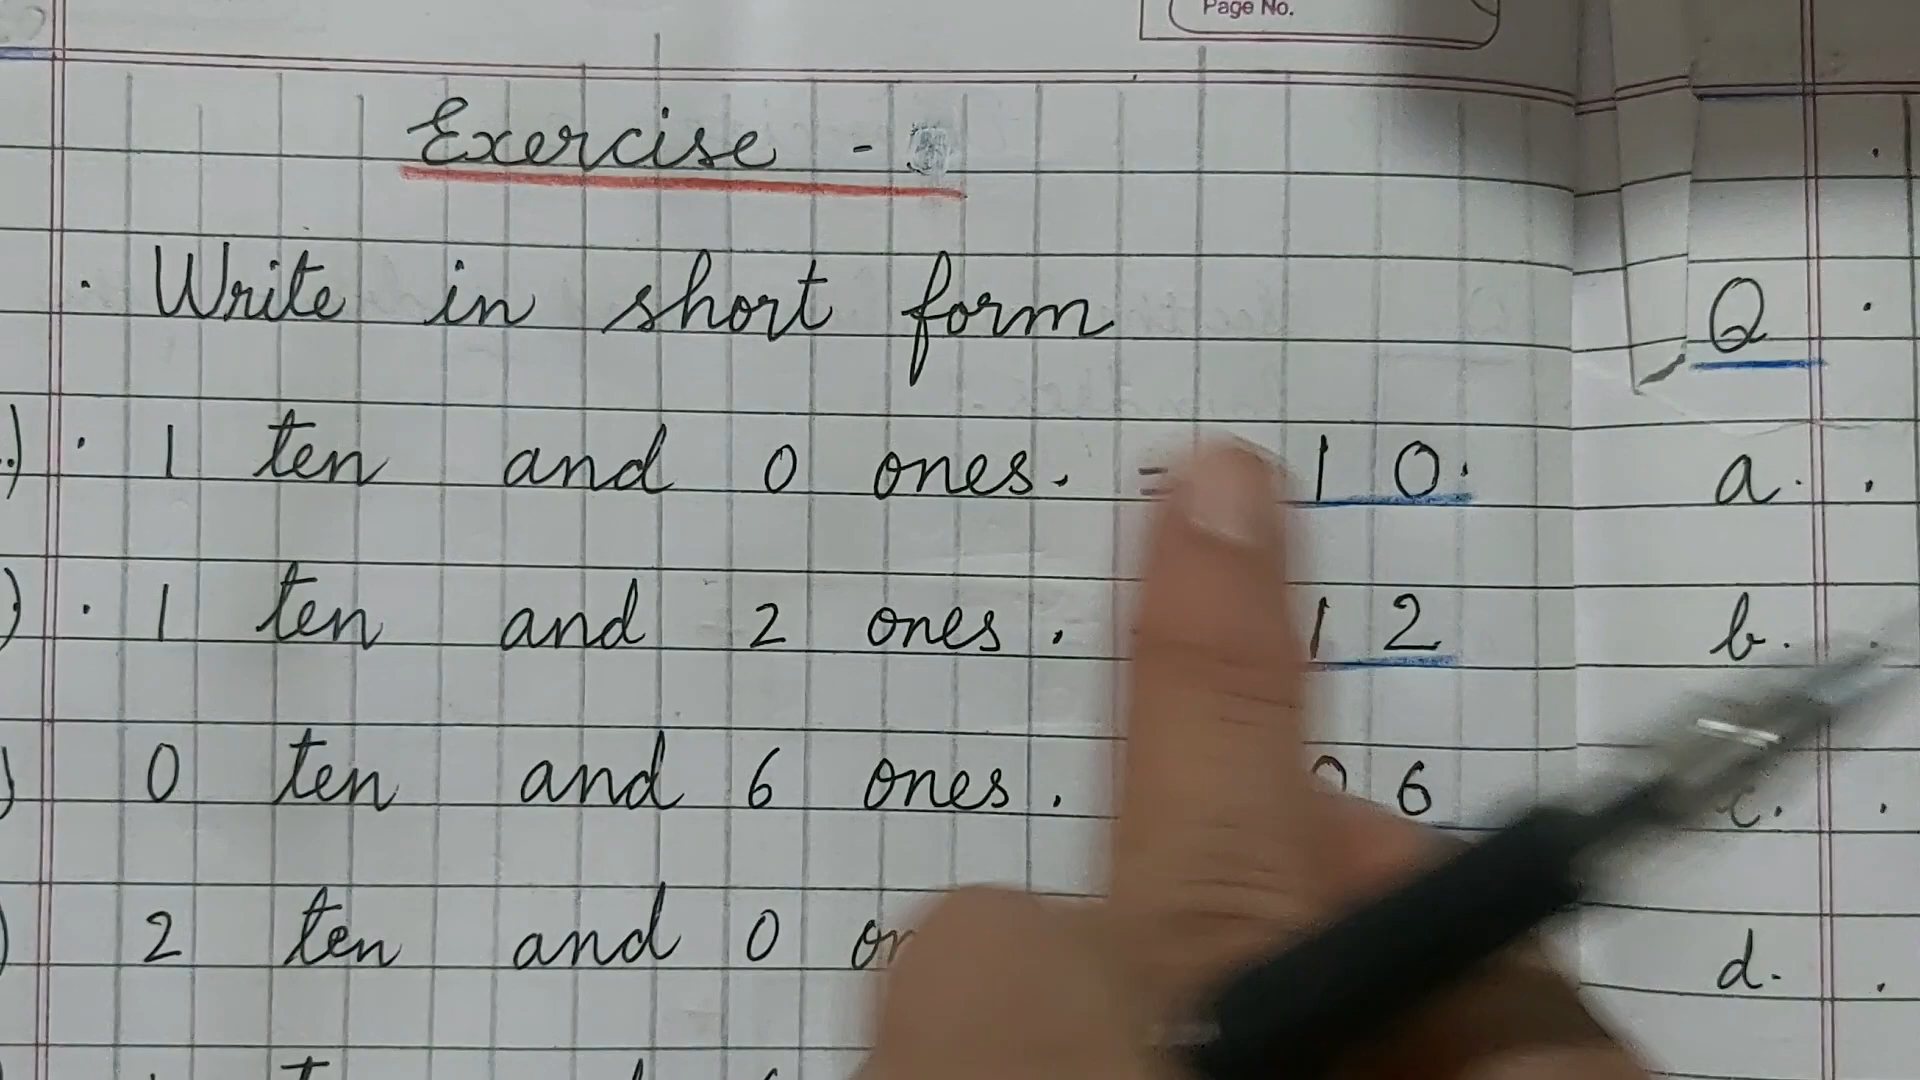 Page No.
Exercise -
. Write in short form
.) . 1 ten and 0 ones. = 10.
) . 1 ten and 2 ones. 12
) 0 ten and 6 ones. 06
) 2 ten and 0
Q .
a. .
b. .
c. .
d. .